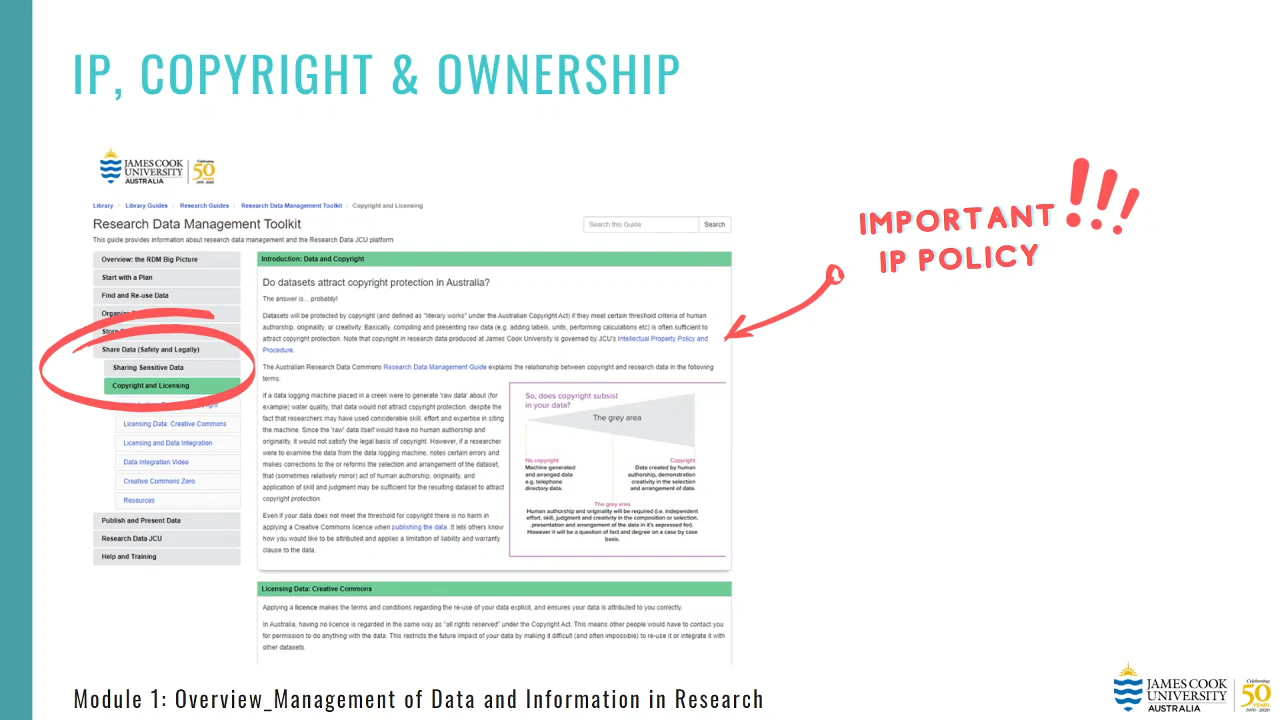 IP, COPYRIGHT & OWNERSHIP
JAMES COOK
UNIVERSITY
AUSTRALIA
Celebrating
50
YEARS
1970 - 2020
Library / Library Guides / Research Guides / Research Data Management Toolkit / Copyright and Licensing
Research Data Management Toolkit
This guide provides information about research data management and the Research Data JCU platform
Search this Guide
Search
Overview: the RDM Big Picture
Start with a Plan
Find and Re-use Data
Share Data (Safely and Legally)
Sharing Sensitive Data
Copyright and Licensing
Licensing Data: Creative Commons
Licensing and Data Integration
Data Integration Video
Creative Commons Zero
Resources
Publish and Present Data
Research Data JCU
Help and Training
Introduction: Data and Copyright
Do datasets attract copyright protection in Australia?
The answer is... probably!
Datasets will be protected by copyright (and defined as "literary works" under the Australian Copyright Act) if they meet certain threshold criteria of human
authorship, originality, or creativity. Basically, compiling and presenting raw data (e.g. adding labels, units, performing calculations etc) is often sufficient to
attract copyright protection. Note that copyright in research data produced at James Cook University is governed by JCU's Intellectual Property Policy and
Procedure.
The Australian Research Data Commons Research Data Management Guide explains the relationship between copyright and research data in the following
terms:
If a data logging machine placed in a creek were to generate 'raw data' about (for
example) water quality, that data would not attract copyright protection, despite the
fact that researchers may have used considerable skill, effort and expertise in siting
the machine. Since the 'raw' data itself would have no human authorship and
originality, it would not satisfy the legal basis of copyright. However, if a researcher
were to examine the data from the data logging machine, notes certain errors and
makes corrections to the or reforms the selection and arrangement of the dataset,
that (sometimes relatively minor) act of human authorship, originality, and
application of skill and judgment may be sufficient for the resulting dataset to attract
copyright protection.
Even if your data does not meet the threshold for copyright there is no harm in
applying a Creative Commons licence when publishing the data. It lets others know
how you would like to be attributed and applies a limitation of liability and warranty
clause to the data.
So, does copyright subsist
in your data?
The grey area
No copyright
Machine generated
and arranged data
e.g. telephone
directory data.
Copyright
Data created by human
authorship, demonstration
creativity in the selection
and arrangement of data.
The grey area
Human authorship and originality will be required (i.e. independent
effort, skill, judgment and creativity in the composition or selection,
presentation and arrangement of the data in it's expressed for).
However it will be a question of fact and degree on a case by case
basis.
Licensing Data: Creative Commons
Applying a licence makes the terms and conditions regarding the re-use of your data explicit, and ensures your data is attributed to you correctly.
In Australia, having no licence is regarded in the same way as "all rights reserved" under the Copyright Act. This means other people would have to contact you
for permission to do anything with the data. This restricts the future impact of your data by making it difficult (and often impossible) to re-use it or integrate it with
other datasets.
IMPORTANT!!!
IP POLICY
Module 1: Overview_Management of Data and Information in Research
JAMES COOK
UNIVERSITY
AUSTRALIA
Celebrating
50
YEARS
1970 - 2020